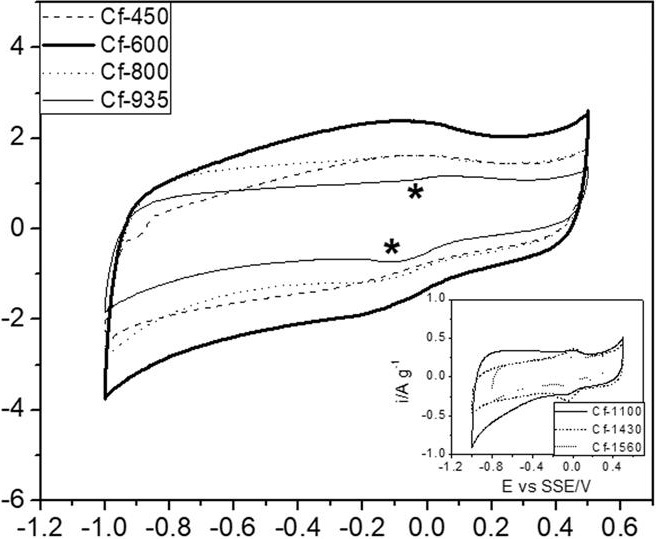 Cf-450
Cf-600
Cf-800
Cf-935
4
2
0
-2
-4
-6
-1.2 -1.0 -0.8 -0.6 -0.4 -0.2 0.0 0.2 0.4 0.6
*
*
1.0
0.5
0.0
-0.5
-1.0
i/A g-1
Cf-1100
Cf-1430
Cf-1560
-1.2 -0.8 -0.4 0.0 0.4
E vs SSE/V